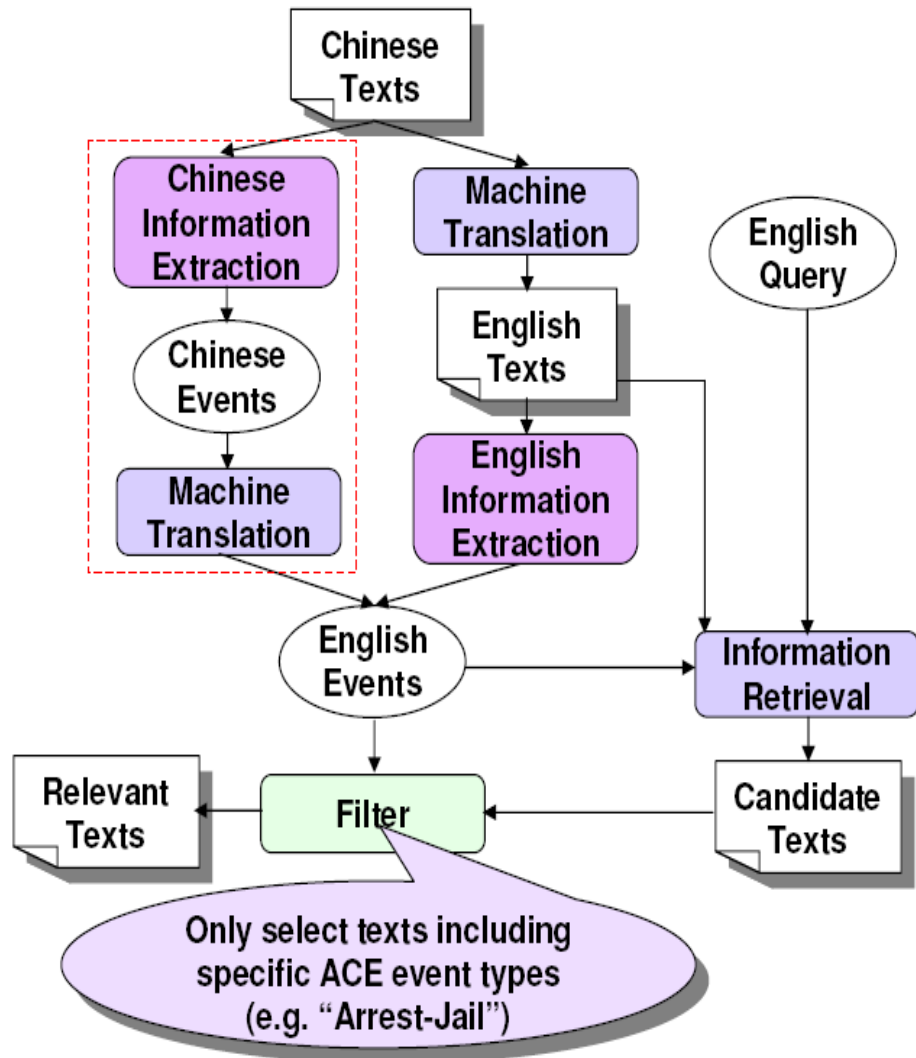 Chinese
Texts
Chinese
Information
Extraction
Machine
Translation
English
Query
English
Texts
Chinese
Events
English
Information
Extraction
Machine
Translation
English
Events
Information
Retrieval
Relevant
Texts
Filter
Candidate
Texts
Only select texts including
specific ACE event types
(e.g. “Arrest-Jail”)